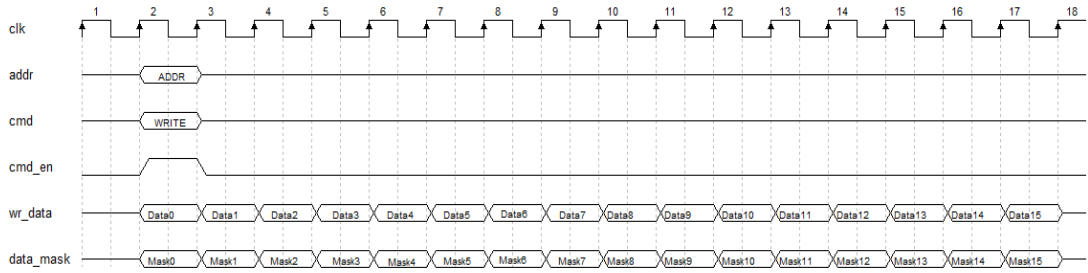 1 2 3 4 5 6 7 8 9 10 11 12 13 14 15 16 17 18
clk
addr ADDR
cmd WRITE
cmd_en
wr_data Data0 Data1 Data2 Data3 Data4 Data5 Data6 Data7 Data8 Data9 Data10 Data11 Data12 Data13 Data14 Data15
data_mask Mask0 Mask1 Mask2 Mask3 Mask4 Mask5 Mask6 Mask7 Mask8 Mask9 Mask10 Mask11 Mask12 Mask13 Mask14 Mask15